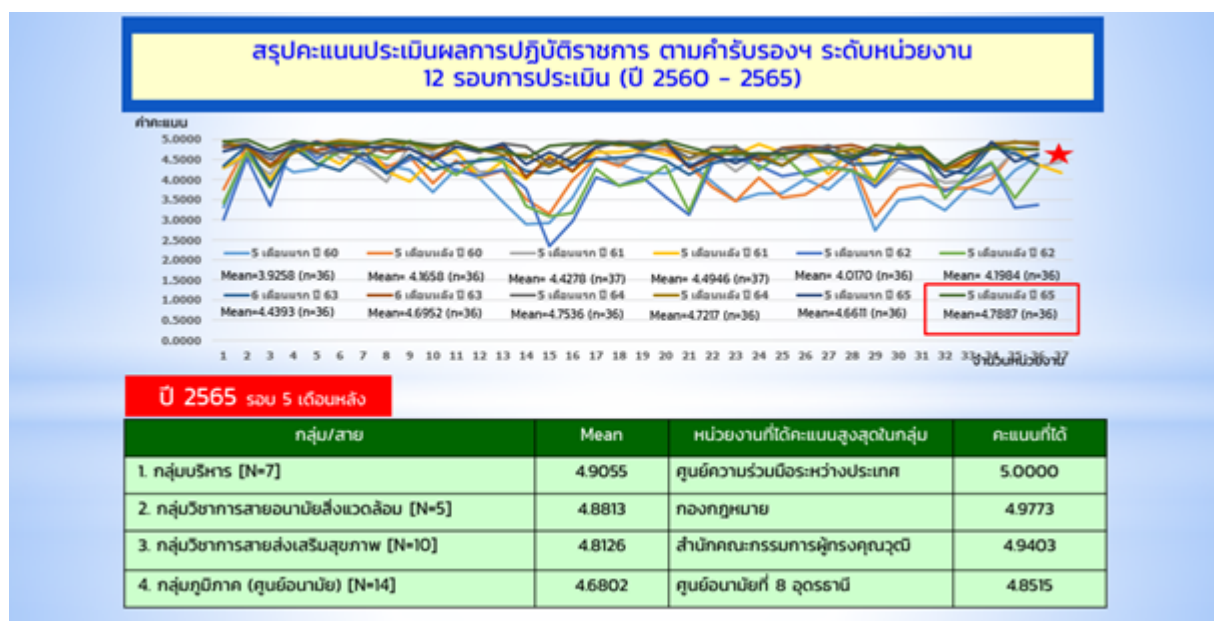 สรุปคะแนนประเมินผลการปฏิบัติราชการ ตามคำรับรองฯ ระดับหน่วยงาน
12 รอบการประเมิน (ปี 2560 - 2565)
ค่าคะแนน
5.0000
4.5000
4.0000
3.5000
3.0000
2.5000
2.0000
1.5000
1.0000
0.5000
0.0000
5 เดือนแรก ปี 60 5 เดือนหลัง ปี 60 5 เดือนแรก ปี 61 5 เดือนหลัง ปี 61 5 เดือนแรก ปี 62 5 เดือนหลัง ปี 62
Mean=3.9258 (n=36) Mean= 4.1658 (n=36) Mean= 4.4278 (n=37) Mean= 4.4946 (n=37) Mean= 4.0170 (n=36) Mean= 4.1984 (n=36)
6 เดือนแรก ปี 63 6 เดือนหลัง ปี 63 5 เดือนแรก ปี 64 5 เดือนหลัง ปี 64 5 เดือนแรก ปี 65 5 เดือนหลัง ปี 65
Mean=4.4393 (n=36) Mean=4.6952 (n=36) Mean=4.7536 (n=36) Mean=4.7217 (n=36) Mean=4.6611 (n=36) Mean=4.7887 (n=36)
1 2 3 4 5 6 7 8 9 10 11 12 13 14 15 16 17 18 19 20 21 22 23 24 25 26 27 28 29 30 31 32 33 34 35 36 37
จำนวนหน่วยงาน
ปี 2565 รอบ 5 เดือนหลัง
กลุ่ม/สาย Mean หน่วยงานที่ได้คะแนนสูงสุดในกลุ่ม คะแนนที่ได้
1. กลุ่มบริหาร [N=7] 4.9055 ศูนย์ความร่วมมือระหว่างประเทศ 5.0000
2. กลุ่มวิชาการสายอนามัยสิ่งแวดล้อม [N=5] 4.8813 กองกฎหมาย 4.9773
3. กลุ่มวิชาการสายส่งเสริมสุขภาพ [N=10] 4.8126 สำนักคณะกรรมการผู้ทรงคุณวุฒิ 4.9403
4. กลุ่มภูมิภาค (ศูนย์อนามัย) [N=14] 4.6802 ศูนย์อนามัยที่ 8 อุดรธานี 4.8515